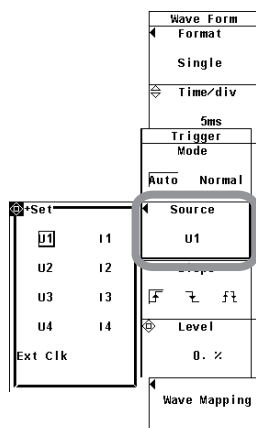 Wave Form
Format
Single
Time/div
5ms
Trigger
Mode
Auto Normal
Source
U1
Set
U1 I1
U2 I2
U3 I3
U4 I4
Ext Clk
Level
0. %
Wave Mapping